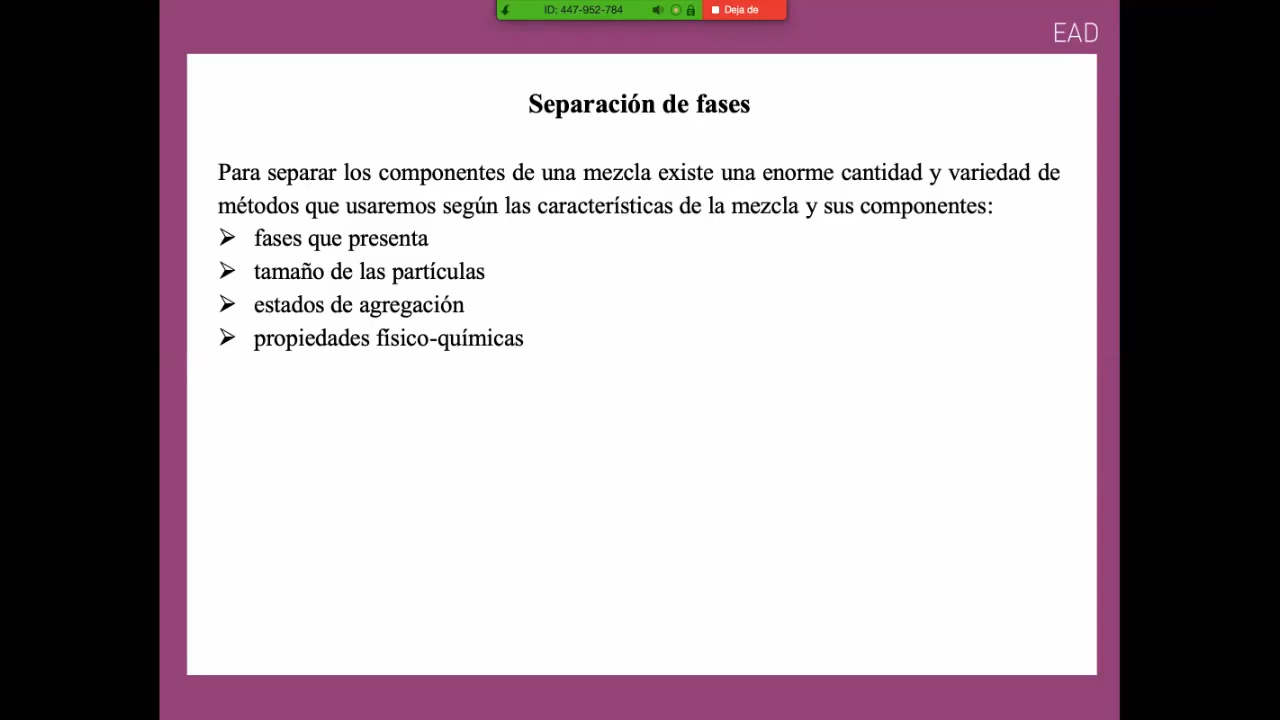 ID: 447-952-784 Deja de
EAD
Separación de fases
Para separar los componentes de una mezcla existe una enorme cantidad y variedad de
métodos que usaremos según las características de la mezcla y sus componentes:
fases que presenta
tamaño de las partículas
estados de agregación
propiedades físico-químicas